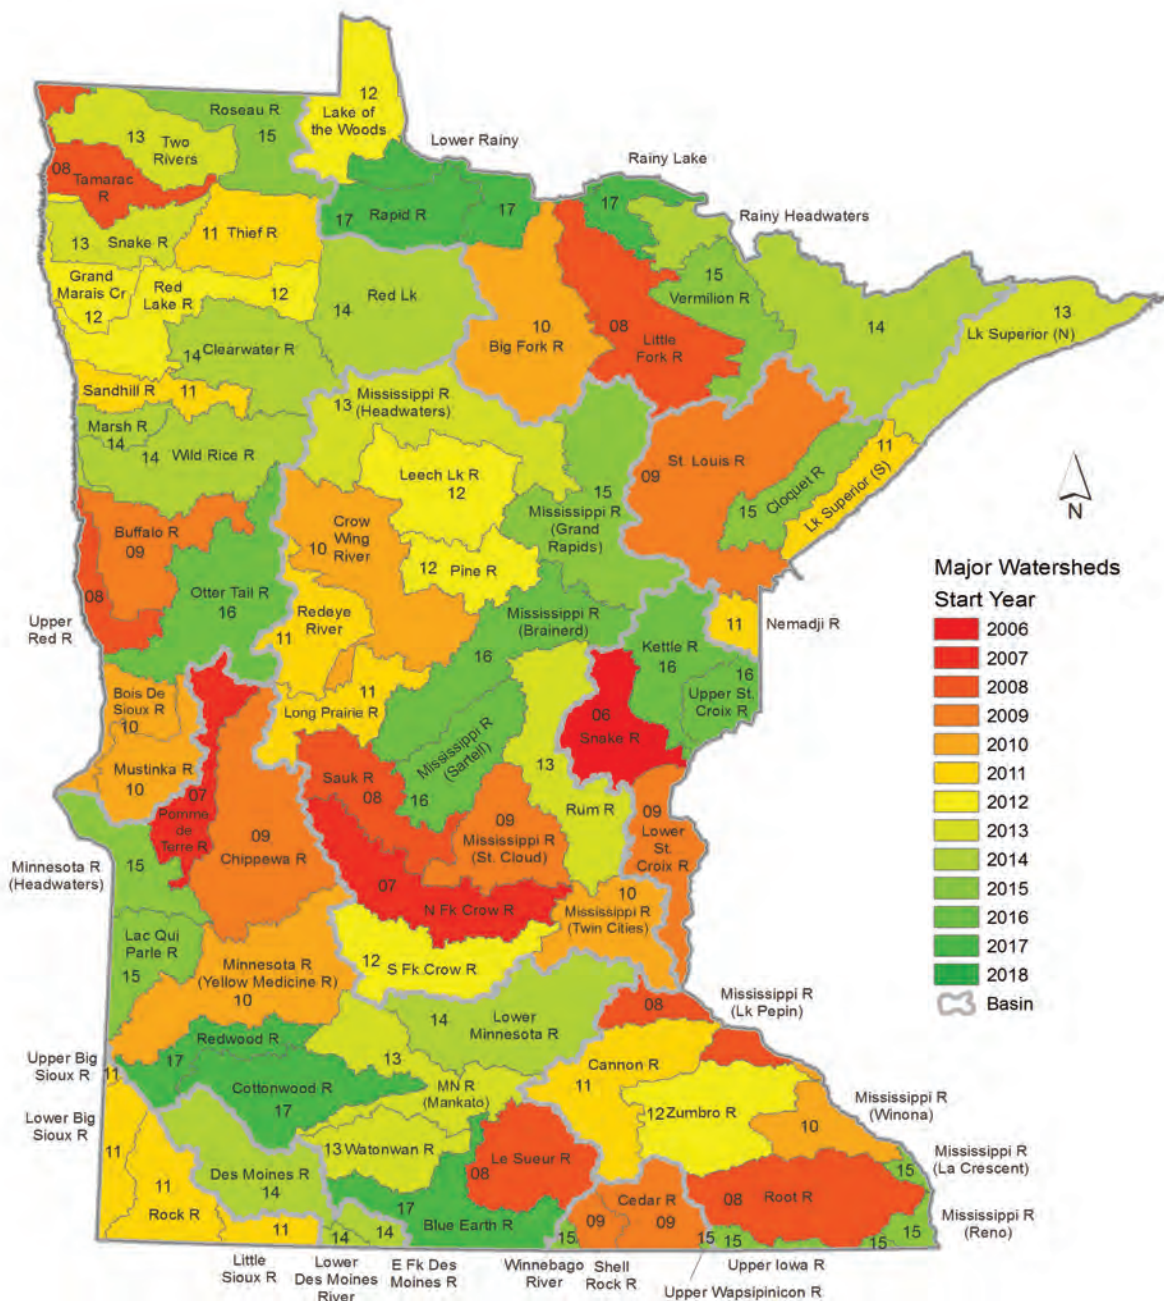 12
Lake of
the Woods
Roseau R
15
13
Two
Rivers
08
Tamarac
R
Lower Rainy
Rainy Lake
17
Rapid R
17
17
Rainy Headwaters
13
Snake R
11
Thief R
Grand
Marais Cr
12
Red
Lake R
12
Red Lk
14
15
Vermilion R
14
13
Lk Superior (N)
10
Big Fork R
08
Little
Fork R
14
Clearwater R
Sandhill R
11
13
Mississippi R
(Headwaters)
Marsh R
14
14
Wild Rice R
Leech Lk R
12
09
St. Louis R
15
Cloquet R
11
Lk Superior (S)
15
Mississippi R
(Grand
Rapids)
N
Buffalo R
09
10
Crow
Wing
River
12
Pine R
08
Upper
Red R
Otter Tail R
16
11
Redeye
River
Mississippi R
(Brainerd)
16
Kettle R
16
11
Nemadji R
16
Upper St.
Croix R
Bois De
Sioux R
10
11
Long Prairie R
06
Snake R
Mustinka R
10
07
Pomme
de
Terre R
Mississippi R
(Sartell)
16
13
Rum R
Sauk R
08
09
Mississippi R
(St. Cloud)
09
Lower
St.
Croix R
09
Chippewa R
Minnesota R
(Headwaters)
15
07
N Fk Crow R
10
Mississippi R
(Twin Cities)
Lac Qui
Parle R
15
Minnesota R
(Yellow Medicine R)
10
12
S Fk Crow R
Major Watersheds
Start Year
2006
2007
2008
2009
2010
2011
2012
2013
2014
2015
2016
2017
2018
Basin
08
Mississippi R
(Lk Pepin)
14
Lower
Minnesota R
Redwood R
17
13
Cannon R
11
Upper Big
Sioux R
11
Cottonwood R
17
MN R
(Mankato)
12
Zumbro R
10
Mississippi R
(Winona)
Lower Big
Sioux R
11
13
Watonwan R
08
Le Sueur R
15
Mississippi R
(La Crescent)
Des Moines R
14
11
Rock R
17
Blue Earth R
Cedar R
09
09
08
Root R
Mississippi R
(Reno)
11
14
14
15
15
15
15
15
Little
Sioux R
Lower
Des Moines
River
E Fk Des
Moines R
Winnebago
River
Shell
Rock R
Upper Iowa R
Upper Wapsipinicon R